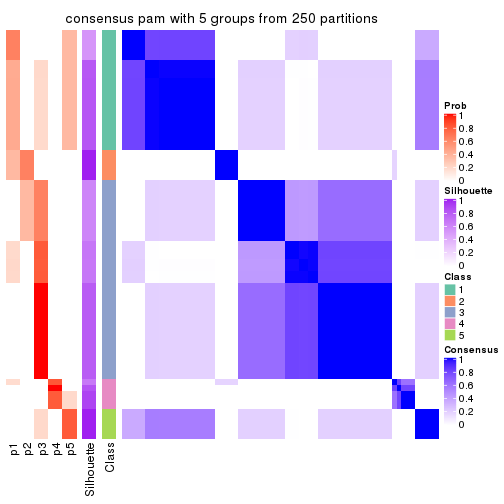 consensus pam with 5 groups from 250 partitions
Prob
1
0.8
0.6
0.4
0.2
0
Silhouette
1
0.8
0.6
0.4
0.2
0
Class
1
2
3
4
5
Consensus
1
0.8
0.6
0.4
0.2
0
p1
p2
p3
p4
p5
Silhouette
Class